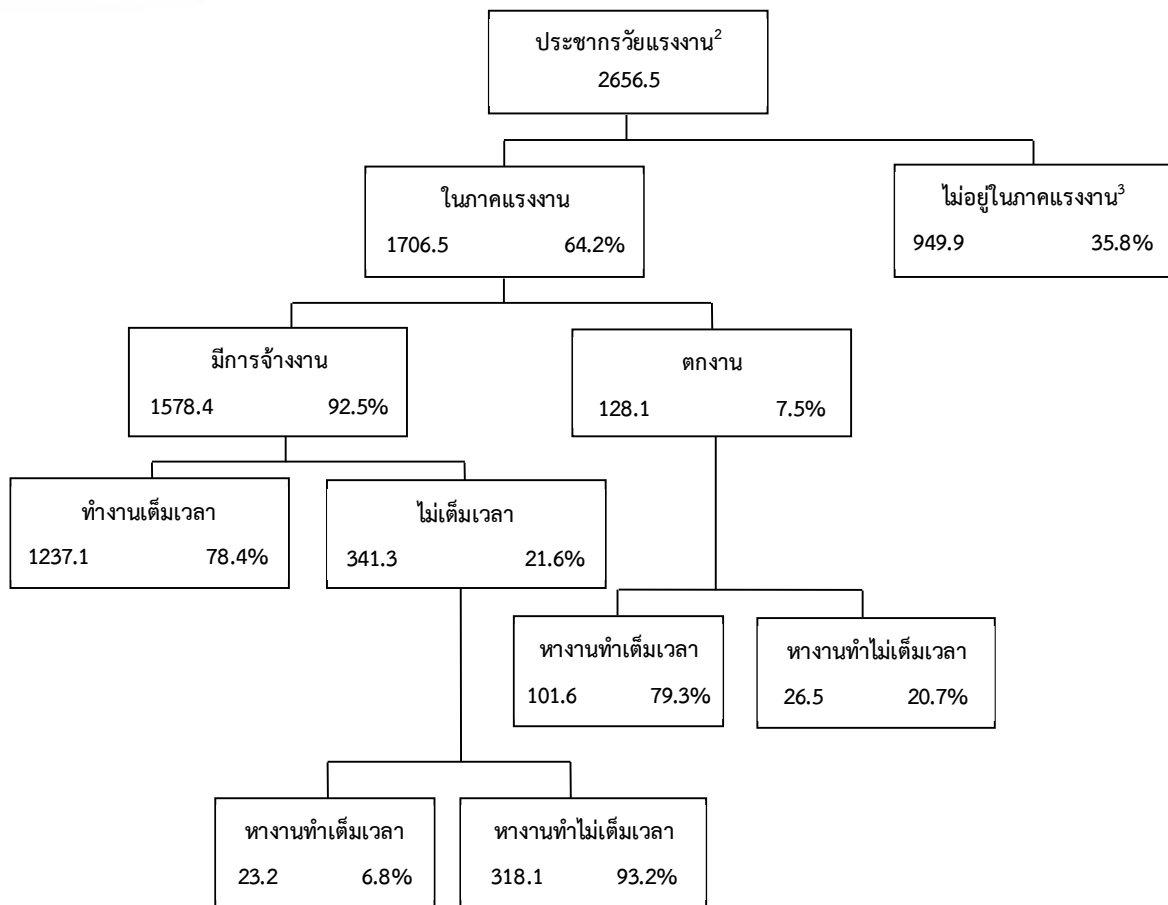 ประชากรวัยแรงงาน²
2656.5
ในภาคแรงงาน
1706.5 64.2%
ไม่อยู่ในภาคแรงงาน³
949.9 35.8%
มีการจ้างงาน
1578.4 92.5%
ตกงาน
128.1 7.5%
ทำงานเต็มเวลา
1237.1 78.4%
ไม่เต็มเวลา
341.3 21.6%
หางานทำเต็มเวลา
101.6 79.3%
หางานทำไม่เต็มเวลา
26.5 20.7%
หางานทำเต็มเวลา
23.2 6.8%
หางานทำไม่เต็มเวลา
318.1 93.2%